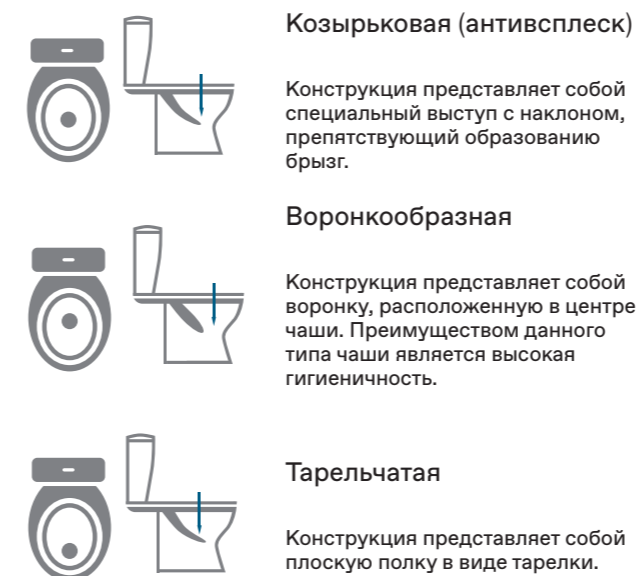 Козырьковая (антивсплеск)
Конструкция представляет собой
специальный выступ с наклоном,
препятствующий образованию
брызг.
Воронкообразная
Конструкция представляет собой
воронку, расположенную в центре
чаши. Преимуществом данного
типа чаши является высокая
гигиеничность.
Тарельчатая
Конструкция представляет собой
плоскую полку в виде тарелки.